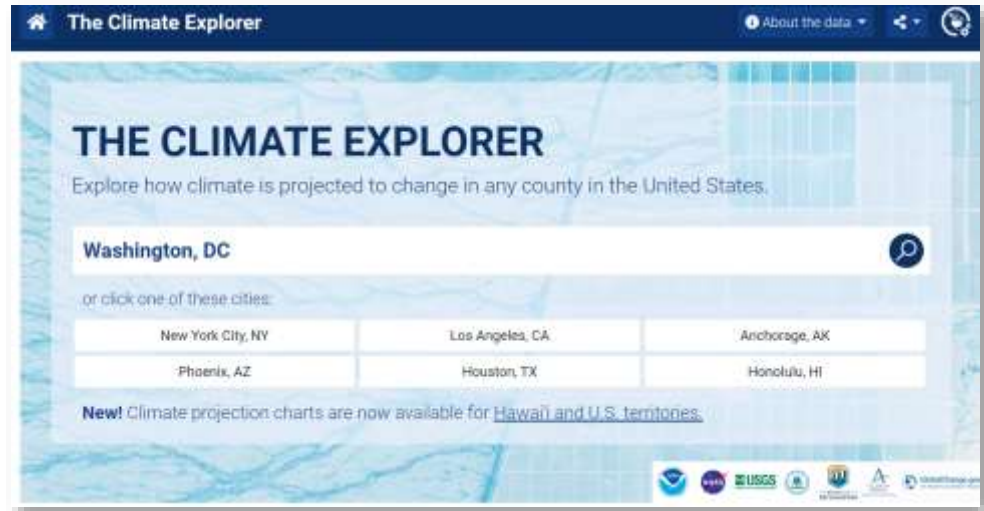 The Climate Explorer
About the data
THE CLIMATE EXPLORER
Explore how climate is projected to change in any county in the United States.
Washington, DC
or click one of these cities:
New York City, NY
Los Angeles, CA
Anchorage, AK
Phoenix, AZ
Houston, TX
Honolulu, HI
New! Climate projection charts are now available for Hawai'i and U.S. territories.
NASA
USGS